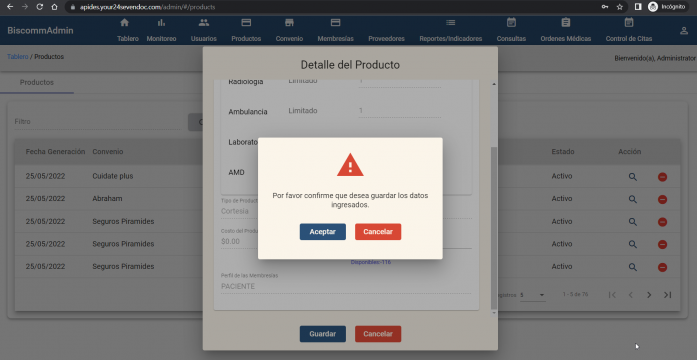 apides.your24sevendoc.com/admin/#/products
Incógnito
BiscommAdmin
Tablero Monitoreo Usuarios Productos Convenio Membresías Proveedores Reportes/Indicadores Consultas Ordenes Médicas Control de Citas
Tablero / Productos
Bienvenido(a), Administrator
Productos
Detalle del Producto
Radiología Limitado 1
Filtro
Ambulancia Limitado 1
Laborato
AMD
Fecha Generación Convenio Estado Acción
25/05/2022 Cuidate plus Activo
25/05/2022 Abraham Activo
25/05/2022 Seguros Piramides Activo
25/05/2022 Seguros Piramides Activo
25/05/2022 Seguros Piramides Activo
Por favor confirme que desea guardar los datos
ingresados.
Aceptar Cancelar
Tipo de Product
Cortesía
Costo del Produ
$0.00
Disponibles: 116
Perfil de las Membresías
PACIENTE
5 1 - 5 de 76
Guardar Cancelar